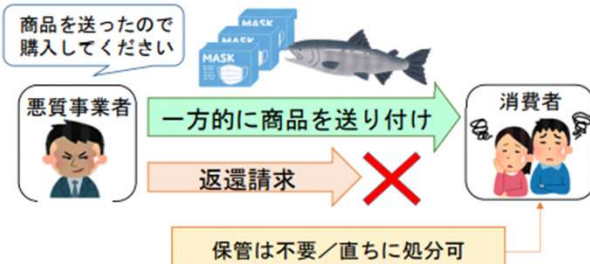 商品を送ったので
購入してください
MASK
MASK
MASK
悪質事業者
一方的に商品を送り付け
消費者
返還請求
保管は不要／直ちに処分可